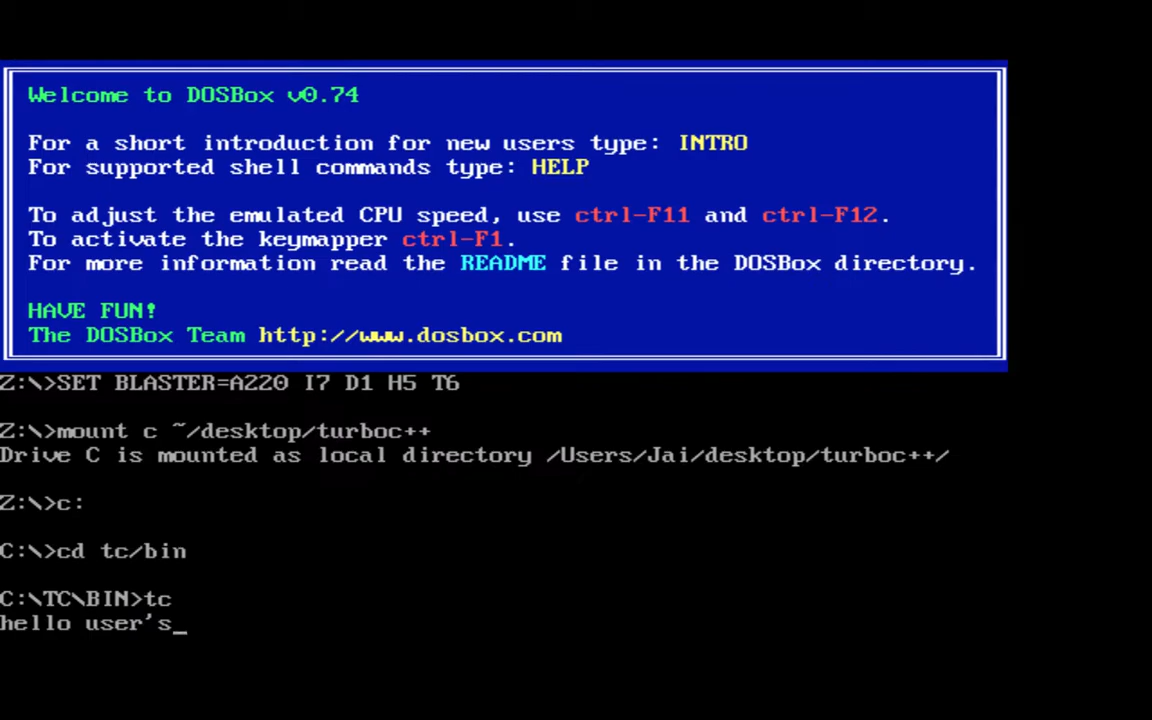 Welcome to DOSBox v0.74
For a short introduction for new users type: INTRO
For supported shell commands type: HELP
To adjust the emulated CPU speed, use ctrl-F11 and ctrl-F12.
To activate the keymapper ctrl-F1.
For more information read the README file in the DOSBox directory.
HAVE FUN!
The DOSBox Team http://www.dosbox.com
Z:\>SET BLASTER=A220 I7 D1 H5 T6
Z:\>mount c ~/desktop/turboc++
Drive C is mounted as local directory /Users/Jai/desktop/turboc++/
Z:\>c:
C:\>cd tc/bin
C:\TC\BIN>tc
hello user's_